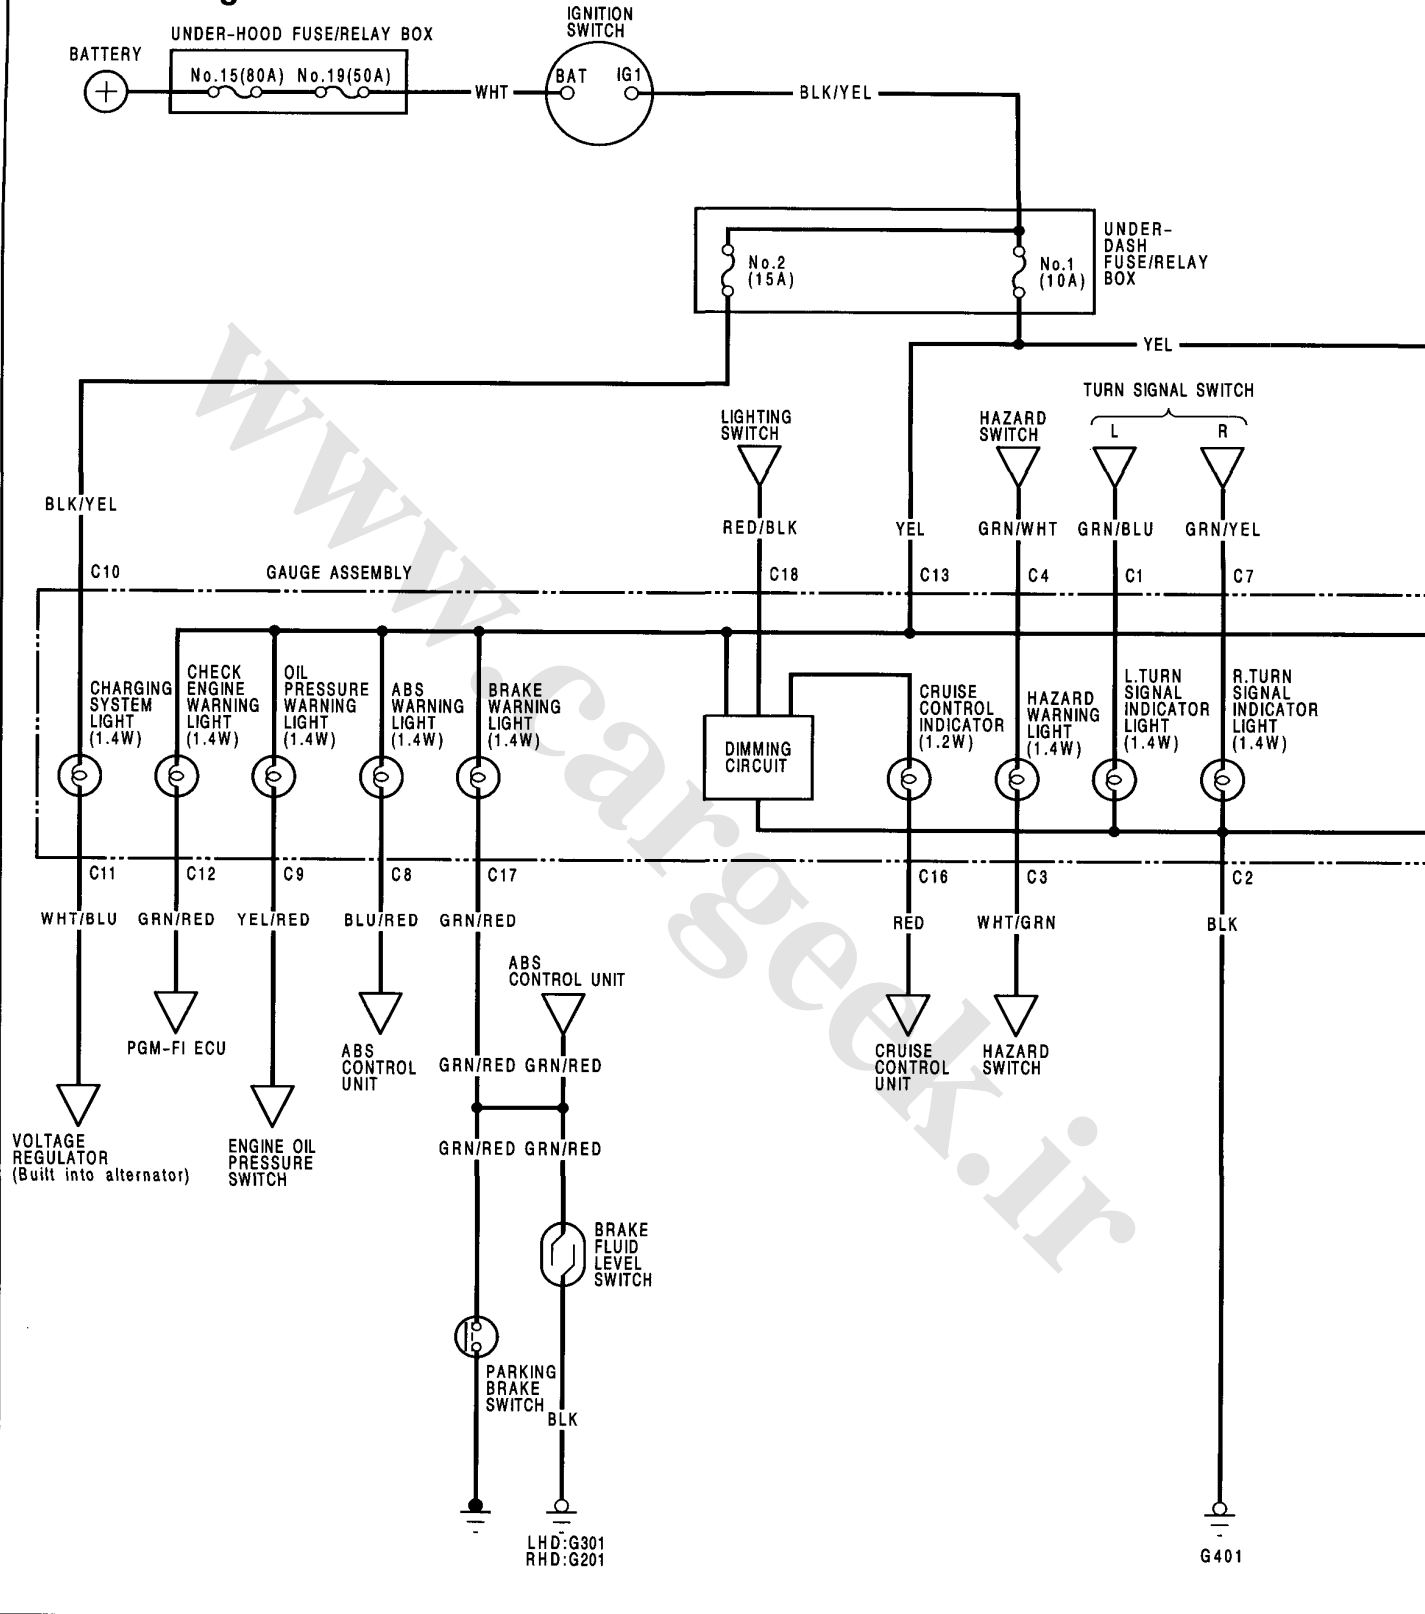 IGNITION
SWITCH
UNDER-HOOD FUSE/RELAY BOX
BATTERY
No.15(80A) No.19(50A)
BAT IG1
WHT
BLK/YEL
UNDER-
DASH
FUSE/RELAY
BOX
No.2
(15A)
No.1
(10A)
YEL
TURN SIGNAL SWITCH
L R
LIGHTING
SWITCH
HAZARD
SWITCH
BLK/YEL
RED/BLK
YEL
GRN/WHT
GRN/BLU
GRN/YEL
C10
GAUGE ASSEMBLY
C18
C13
C4
C1
C7
CHARGING
SYSTEM
LIGHT
(1.4W)
CHECK
ENGINE
WARNING
LIGHT
(1.4W)
OIL
PRESSURE
WARNING
LIGHT
(1.4W)
ABS
WARNING
LIGHT
(1.4W)
BRAKE
WARNING
LIGHT
(1.4W)
DIMMING
CIRCUIT
CRUISE
CONTROL
INDICATOR
(1.2W)
HAZARD
WARNING
LIGHT
(1.4W)
L.TURN
SIGNAL
INDICATOR
LIGHT
(1.4W)
R.TURN
SIGNAL
INDICATOR
LIGHT
(1.4W)
C11
C12
C9
C8
C17
C16
C3
C2
WHT/BLU
GRN/RED
YEL/RED
BLU/RED
GRN/RED
RED
WHT/GRN
BLK
ABS
CONTROL UNIT
PGM-FI ECU
ABS
CONTROL
UNIT
GRN/RED GRN/RED
CRUISE
CONTROL
UNIT
HAZARD
SWITCH
VOLTAGE
REGULATOR
(Built into alternator)
ENGINE OIL
PRESSURE
SWITCH
GRN/RED GRN/RED
BRAKE
FLUID
LEVEL
SWITCH
PARKING
BRAKE
SWITCH
BLK
LHD:G301
RHD:G201
G401
www.cargeek.ir